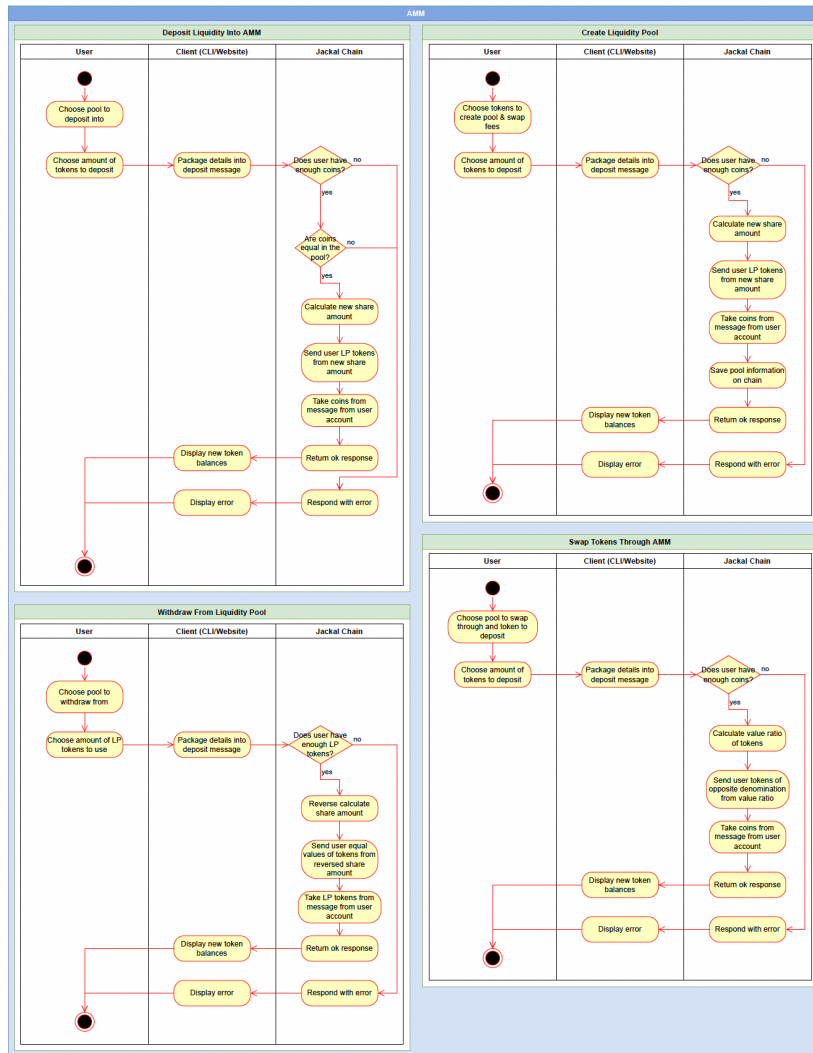 AMM
Deposit Liquidity Into AMM
User
Client (CLI/Website)
Jackal Chain
Choose pool to
deposit into
Choose amount of
tokens to deposit
Package details into
deposit message
Does user have
enough coins?
no
yes
Are coins
equal in the
pool?
no
yes
Calculate new share
amount
Send user LP tokens
from new share
amount
Take coins from
message from user
account
Display new token
balances
Return ok response
Display error
Respond with error
Create Liquidity Pool
User
Client (CLI/Website)
Jackal Chain
Choose tokens to
create pool & swap
fees
Choose amount of
tokens to deposit
Package details into
deposit message
Does user have
enough coins?
no
yes
Calculate new share
amount
Send user LP tokens
from new share
amount
Take coins from
message from user
account
Save pool information
on chain
Display new token
balances
Return ok response
Display error
Respond with error
Withdraw From Liquidity Pool
User
Client (CLI/Website)
Jackal Chain
Choose pool to
withdraw from
Choose amount of LP
tokens to use
Package details into
deposit message
Does user have
enough LP
tokens?
no
yes
Reverse calculate
share amount
Send user equal
values of tokens from
reversed share
amount
Take LP tokens from
message from user
account
Display new token
balances
Return ok response
Display error
Respond with error
Swap Tokens Through AMM
User
Client (CLI/Website)
Jackal Chain
Choose pool to swap
through and token to
deposit
Choose amount of
tokens to deposit
Package details into
deposit message
Does user have
enough coins?
no
yes
Calculate value ratio
of tokens
Send user tokens of
opposite denomination
from value ratio
Take coins from
message from user
account
Display new token
balances
Return ok response
Display error
Respond with error